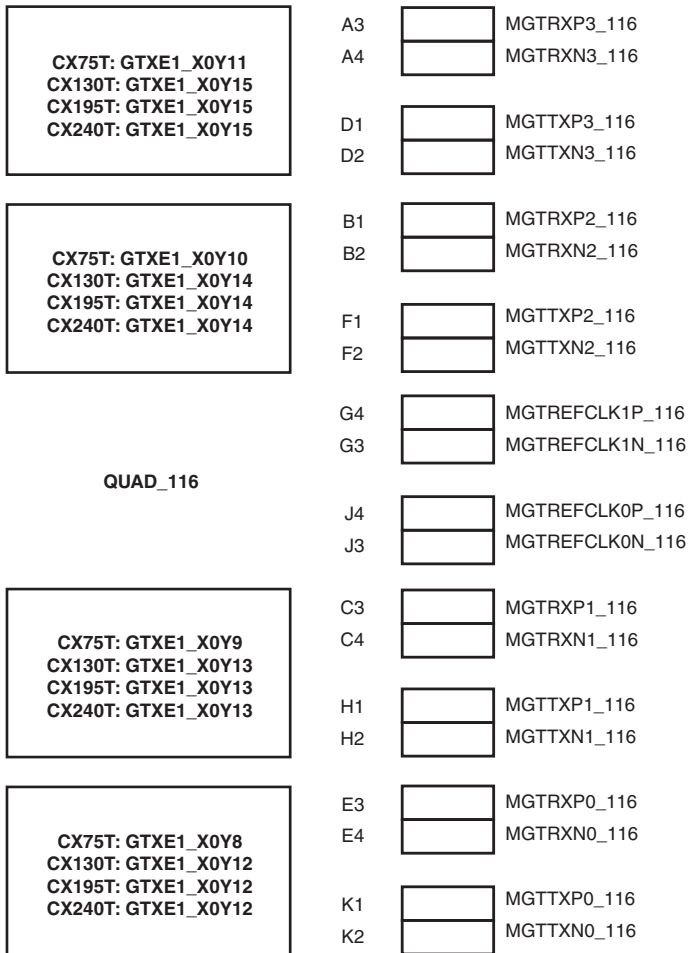 A3 MGTRXP3_116
A4 MGTRXN3_116
CX75T: GTXE1_X0Y11
CX130T: GTXE1_X0Y15
CX195T: GTXE1_X0Y15
CX240T: GTXE1_X0Y15
D1 MGTTXP3_116
D2 MGTTXN3_116
B1 MGTRXP2_116
B2 MGTRXN2_116
CX75T: GTXE1_X0Y10
CX130T: GTXE1_X0Y14
CX195T: GTXE1_X0Y14
CX240T: GTXE1_X0Y14
F1 MGTTXP2_116
F2 MGTTXN2_116
G4 MGTREFCLK1P_116
G3 MGTREFCLK1N_116
QUAD_116
J4 MGTREFCLK0P_116
J3 MGTREFCLK0N_116
C3 MGTRXP1_116
C4 MGTRXN1_116
CX75T: GTXE1_X0Y9
CX130T: GTXE1_X0Y13
CX195T: GTXE1_X0Y13
CX240T: GTXE1_X0Y13
H1 MGTTXP1_116
H2 MGTTXN1_116
E3 MGTRXP0_116
E4 MGTRXN0_116
CX75T: GTXE1_X0Y8
CX130T: GTXE1_X0Y12
CX195T: GTXE1_X0Y12
CX240T: GTXE1_X0Y12
K1 MGTTXP0_116
K2 MGTTXN0_116